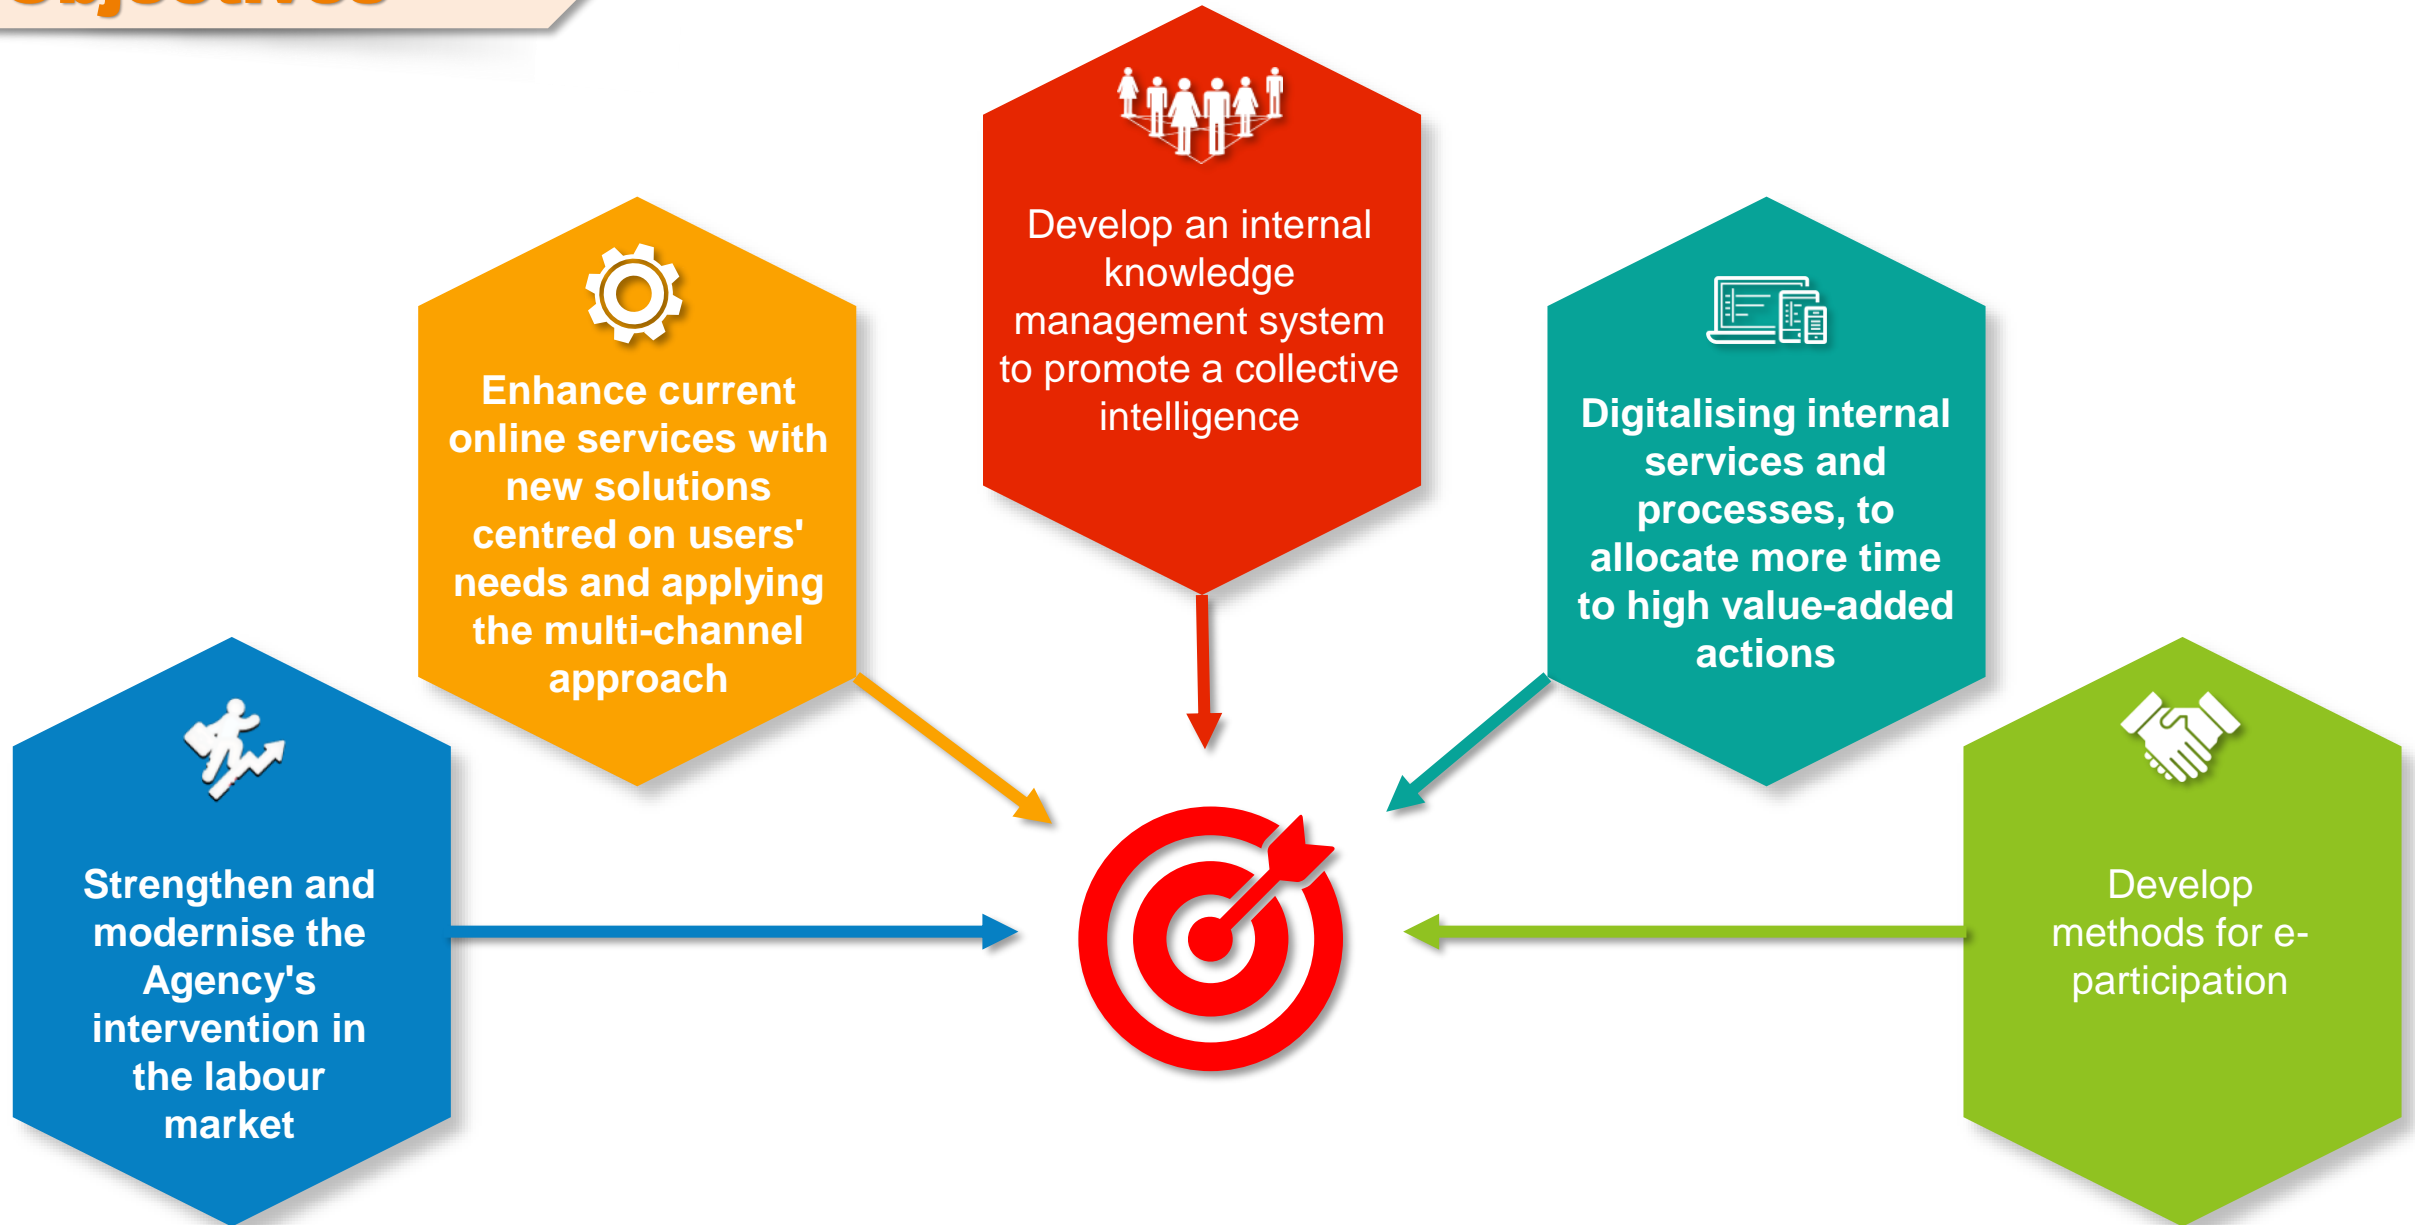 Objectives
Develop an internal
knowledge
management system
to promote a collective
intelligence
Enhance current
online services with
new solutions
centred on users'
needs and applying
the multi-channel
approach
Digitalising internal
services and
processes, to
allocate more time
to high value-added
actions
Strengthen and
modernise the
Agency's
intervention in
the labour
market
Develop
methods for e-
participation